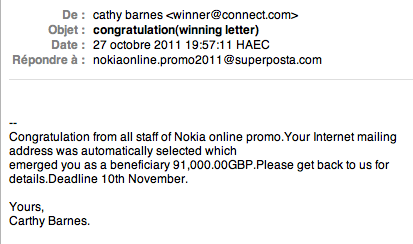 De : cathy barnes <winner@connect.com>
Objet : congratulation(winning letter)
Date : 27 octobre 2011 19:57:11 HAEC
Répondre à : nokiaonline.promo2011@superposta.com
--
Congratulation from all staff of Nokia online promo.Your Internet mailing
address was automatically selected which
emerged you as a beneficiary 91,000.00GBP.Please get back to us for
details.Deadline 10th November.
Yours,
Carthy Barnes.